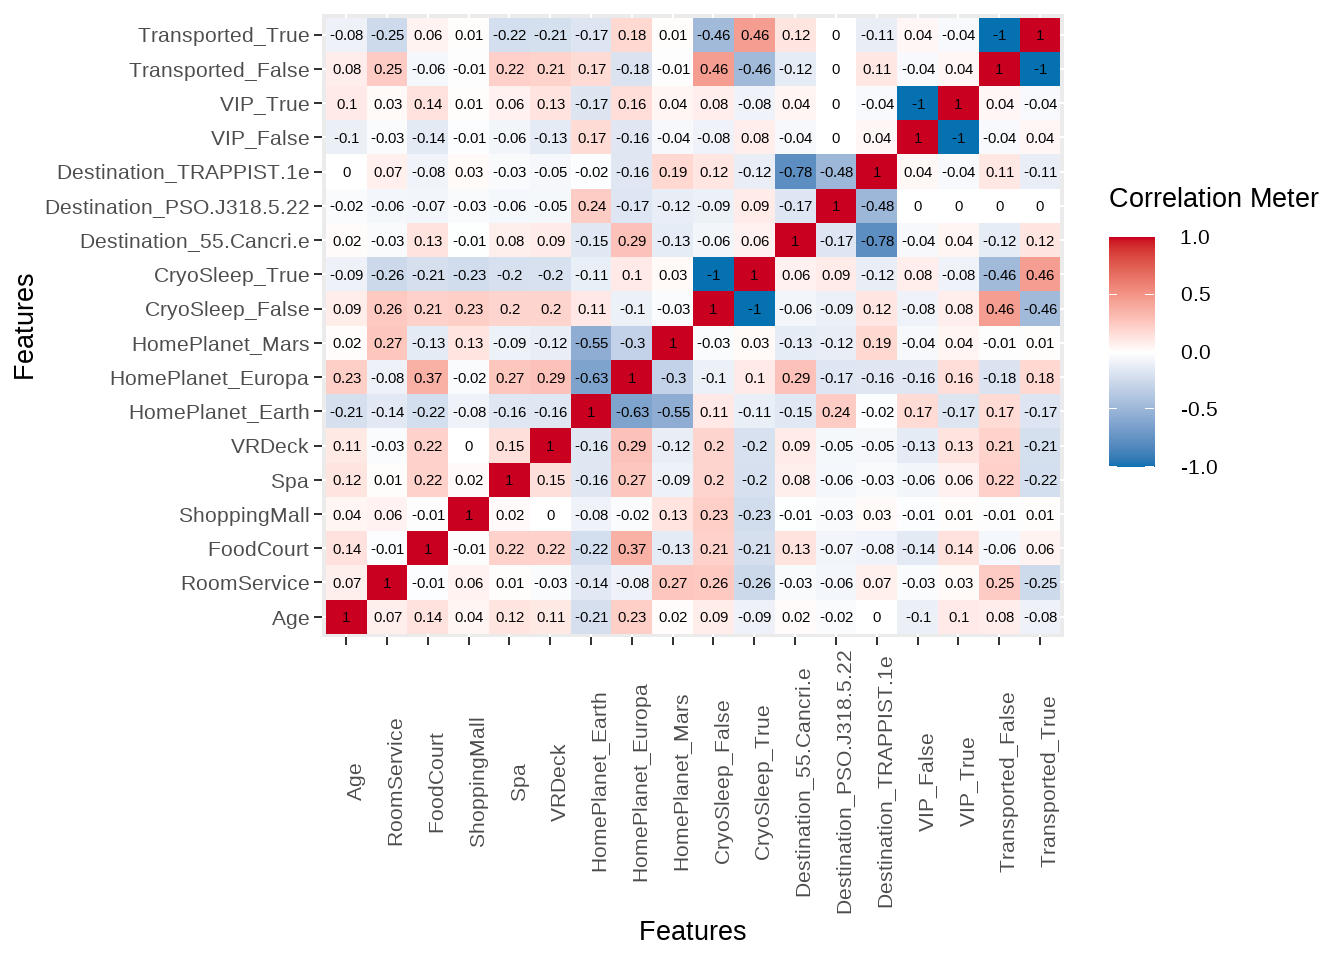 Transported_True -0.08 -0.25 0.06 0.01 -0.22 -0.21 -0.17 0.18 0.01 -0.46 0.46 0.12 0 -0.11 0.04 -0.04 -1 1
Transported_False 0.08 0.25 -0.06 -0.01 0.22 0.21 0.17 -0.18 -0.01 0.46 -0.46 -0.12 0 0.11 -0.04 0.04 1 -1
VIP_True 0.1 0.03 0.14 0.01 0.06 0.13 -0.17 0.16 0.04 0.08 -0.08 0.04 0 -0.04 -1 1 0.04 -0.04
VIP_False -0.1 -0.03 -0.14 -0.01 -0.06 -0.13 0.17 -0.16 -0.04 -0.08 0.08 -0.04 0 0.04 1 -1 -0.04 0.04
Destination_TRAPPIST.1e 0 0.07 -0.08 0.03 -0.03 -0.05 -0.02 -0.16 0.19 0.12 -0.12 -0.78 -0.48 1 0.04 -0.04 0.11 -0.11
Destination_PSO.J318.5.22 -0.02 -0.06 -0.07 -0.03 -0.06 -0.05 0.24 -0.17 -0.12 -0.09 0.09 -0.17 1 -0.48 0 0 0 0
Destination_55.Cancri.e 0.02 -0.03 0.13 -0.01 0.08 0.09 -0.15 0.29 -0.13 -0.06 0.06 1 -0.17 -0.78 -0.04 0.04 -0.12 0.12
CryoSleep_True -0.09 -0.26 -0.21 -0.23 -0.2 -0.2 -0.11 0.1 0.03 -1 1 0.06 0.09 -0.12 0.08 -0.08 -0.46 0.46
CryoSleep_False 0.09 0.26 0.21 0.23 0.2 0.2 0.11 -0.1 -0.03 1 -1 -0.06 -0.09 0.12 -0.08 0.08 0.46 -0.46
HomePlanet_Mars 0.02 0.27 -0.13 0.13 -0.09 -0.12 -0.55 -0.3 1 -0.03 0.03 -0.13 -0.12 0.19 -0.04 0.04 -0.01 0.01
HomePlanet_Europa 0.23 -0.08 0.37 -0.02 0.27 0.29 -0.63 1 -0.3 -0.1 0.1 0.29 -0.17 -0.16 -0.16 0.16 -0.18 0.18
HomePlanet_Earth -0.21 -0.14 -0.22 -0.08 -0.16 -0.16 1 -0.63 -0.55 0.11 -0.11 -0.15 0.24 -0.02 0.17 -0.17 0.17 -0.17
VRDeck 0.11 -0.03 0.22 0 0.15 1 -0.16 0.29 -0.12 0.2 -0.2 0.09 -0.05 -0.05 -0.13 0.13 0.21 -0.21
Spa 0.12 0.01 0.22 0.02 1 0.15 -0.16 0.27 -0.09 0.2 -0.2 0.08 -0.06 -0.03 -0.06 0.06 0.22 -0.22
ShoppingMall 0.04 0.06 -0.01 1 0.02 0 -0.08 -0.02 0.13 0.23 -0.23 -0.01 -0.03 0.03 -0.01 0.01 -0.01 0.01
FoodCourt 0.14 -0.01 1 -0.01 0.22 0.22 -0.22 0.37 -0.13 0.21 -0.21 0.13 -0.07 -0.08 -0.14 0.14 -0.06 0.06
RoomService 0.07 1 -0.01 0.06 0.01 -0.03 -0.14 -0.08 0.27 0.26 -0.26 -0.03 -0.06 0.07 -0.03 0.03 0.25 -0.25
Age 1 0.07 0.14 0.04 0.12 0.11 -0.21 0.23 0.02 0.09 -0.09 0.02 -0.02 0 -0.1 0.1 0.08 -0.08
Features
Age
RoomService
FoodCourt
ShoppingMall
Spa
VRDeck
HomePlanet_Earth
HomePlanet_Europa
HomePlanet_Mars
CryoSleep_False
CryoSleep_True
Destination_55.Cancri.e
Destination_PSO.J318.5.22
Destination_TRAPPIST.1e
VIP_False
VIP_True
Transported_False
Transported_True
Features
Correlation Meter
1.0
0.5
0.0
-0.5
-1.0